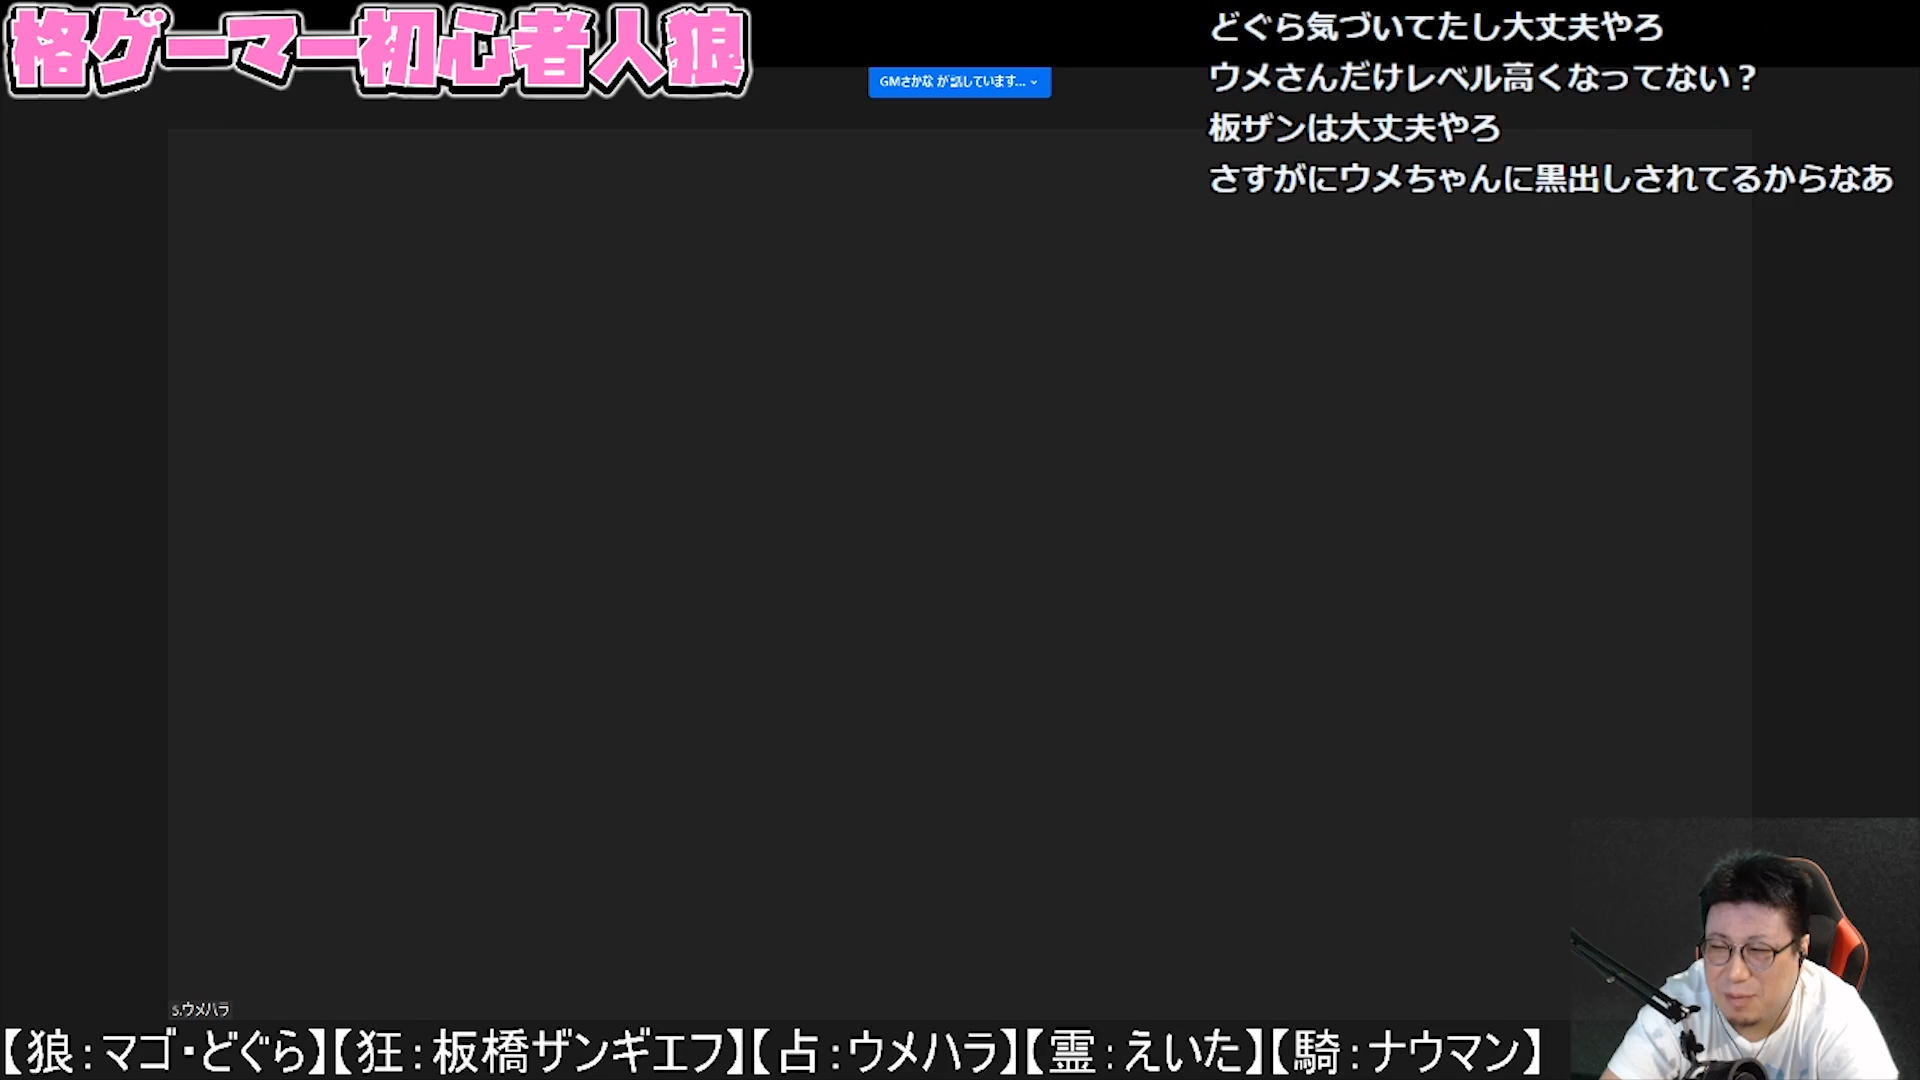 格ゲーマー初心者人狼
どぐら気づいてたし大丈夫やろ
GMさかな が話しています...
ウメさんだけレベル高くなってない？
板ザンは大丈夫やろ
さすがにウメちゃんに黒出しされてるからなあ
s.ウメハラ
【狼：マゴ・どぐら】【狂：板橋ザンギエフ】【占：ウメハラ】【霊：えいた】【騎：ナウマン】